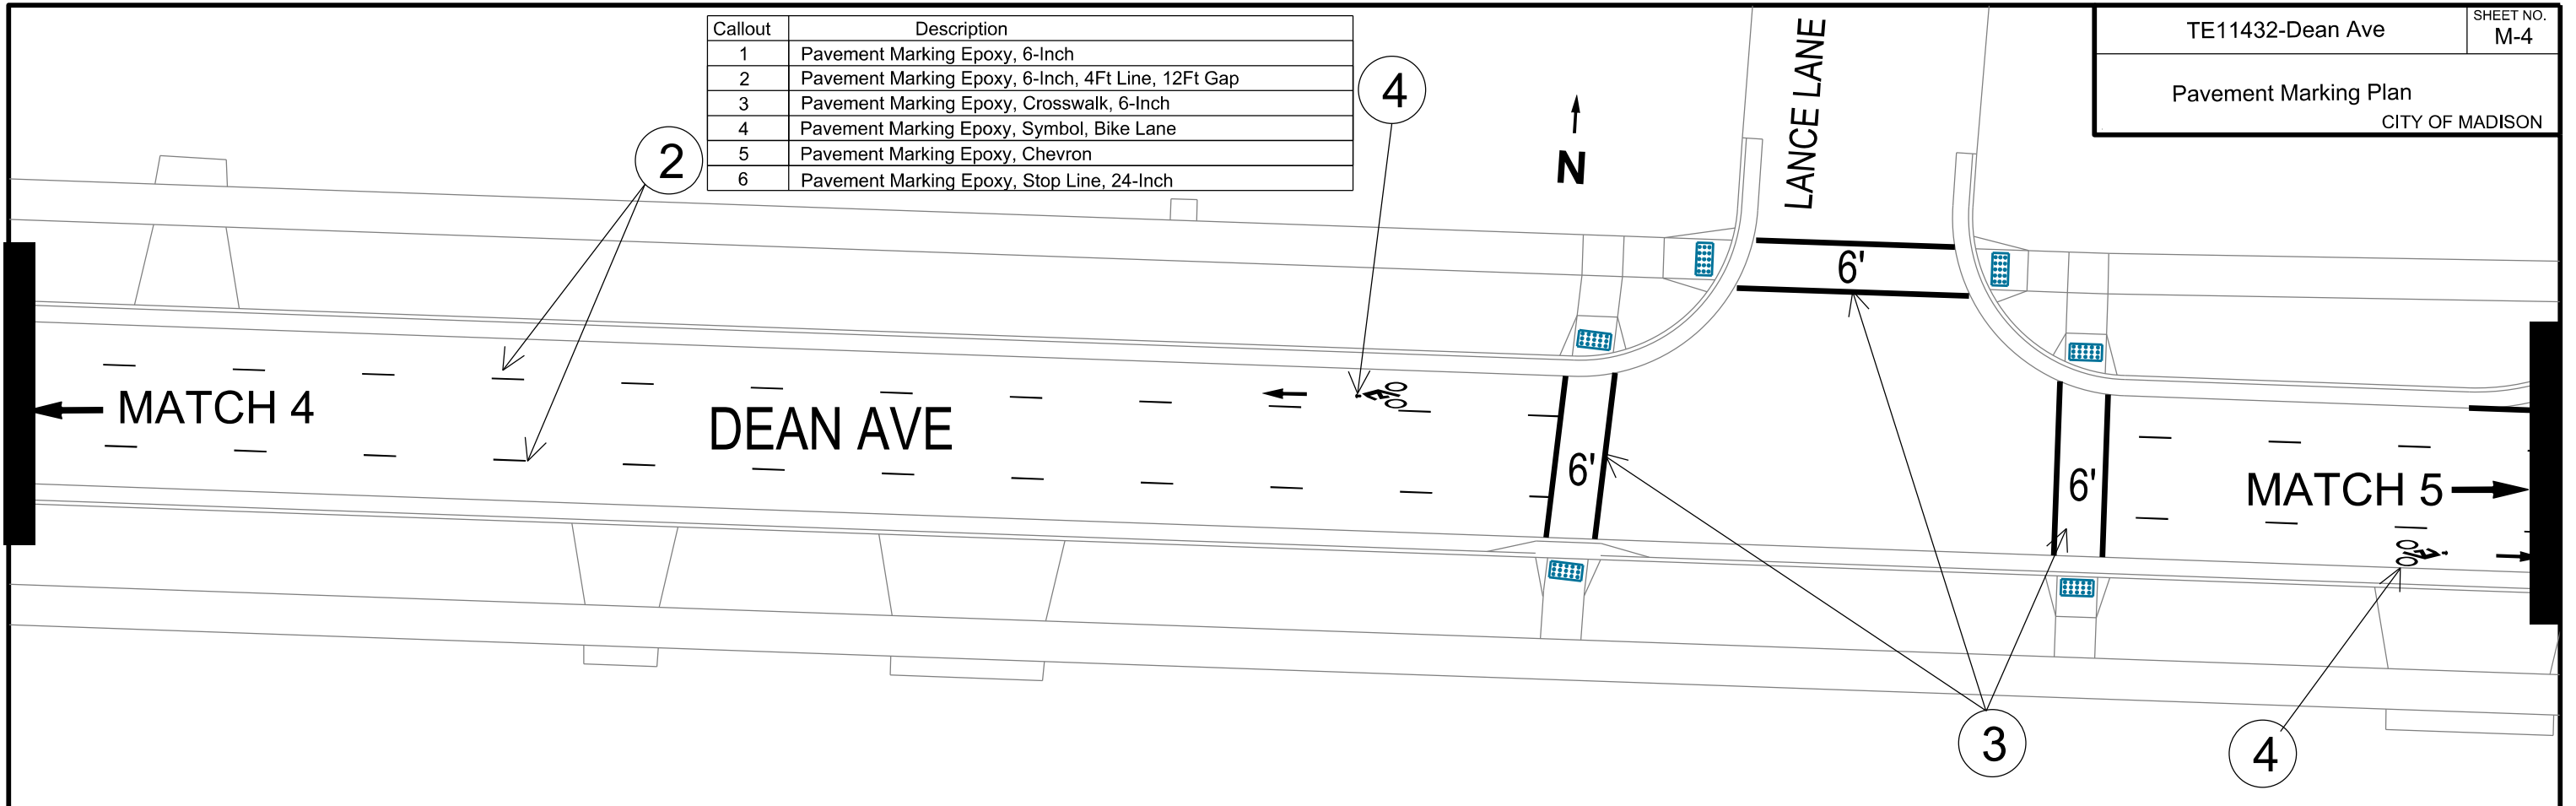 Callout Description
1 Pavement Marking Epoxy, 6-Inch
2 Pavement Marking Epoxy, 6-Inch, 4Ft Line, 12Ft Gap
3 Pavement Marking Epoxy, Crosswalk, 6-Inch
4 Pavement Marking Epoxy, Symbol, Bike Lane
5 Pavement Marking Epoxy, Chevron
6 Pavement Marking Epoxy, Stop Line, 24-Inch
TE11432-Dean Ave
SHEET NO.
M-4
Pavement Marking Plan
CITY OF MADISON
4
2
N
LANCE LANE
6'
MATCH 4
DEAN AVE
6'
6'
MATCH 5
3
4